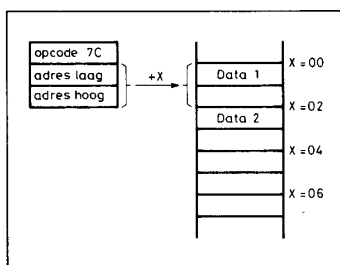 opcode 7C
adres laag
adres hoog
+X
Data 1
Data 2
X=00
X=02
X=04
X=06